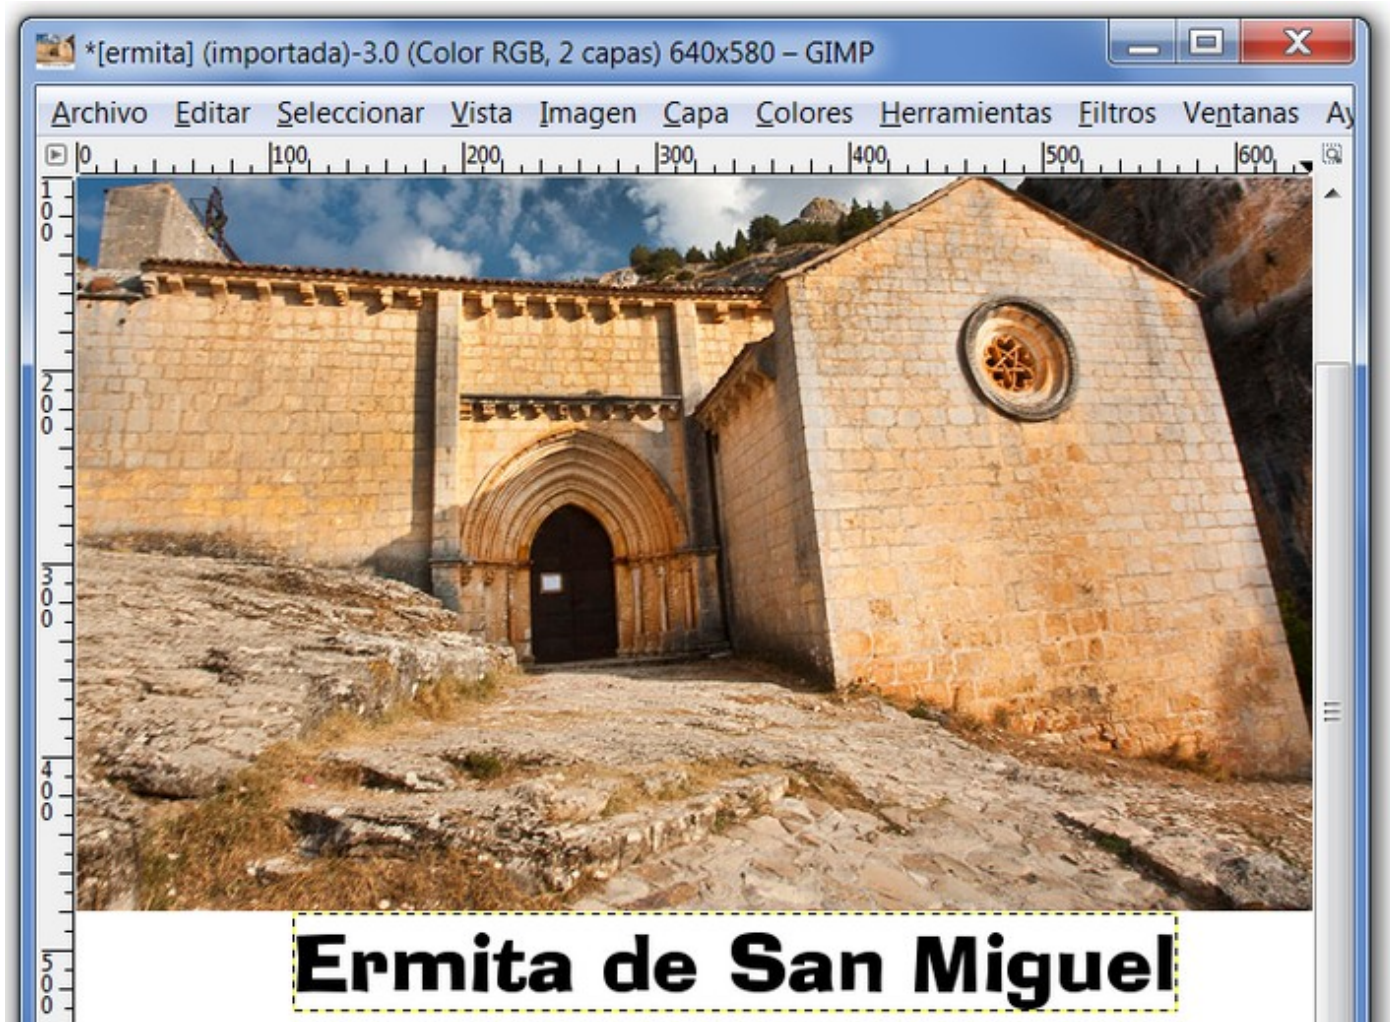 *[ermita] (importada)-3.0 (Color RGB, 2 capas) 640x580 – GIMP
Archivo Editar Seleccionar Vista Imagen Capa Colores Herramientas Filtros Ventanas Ay
0 100 200 300 400 500 600
100
200
300
400
500
Ermita de San Miguel